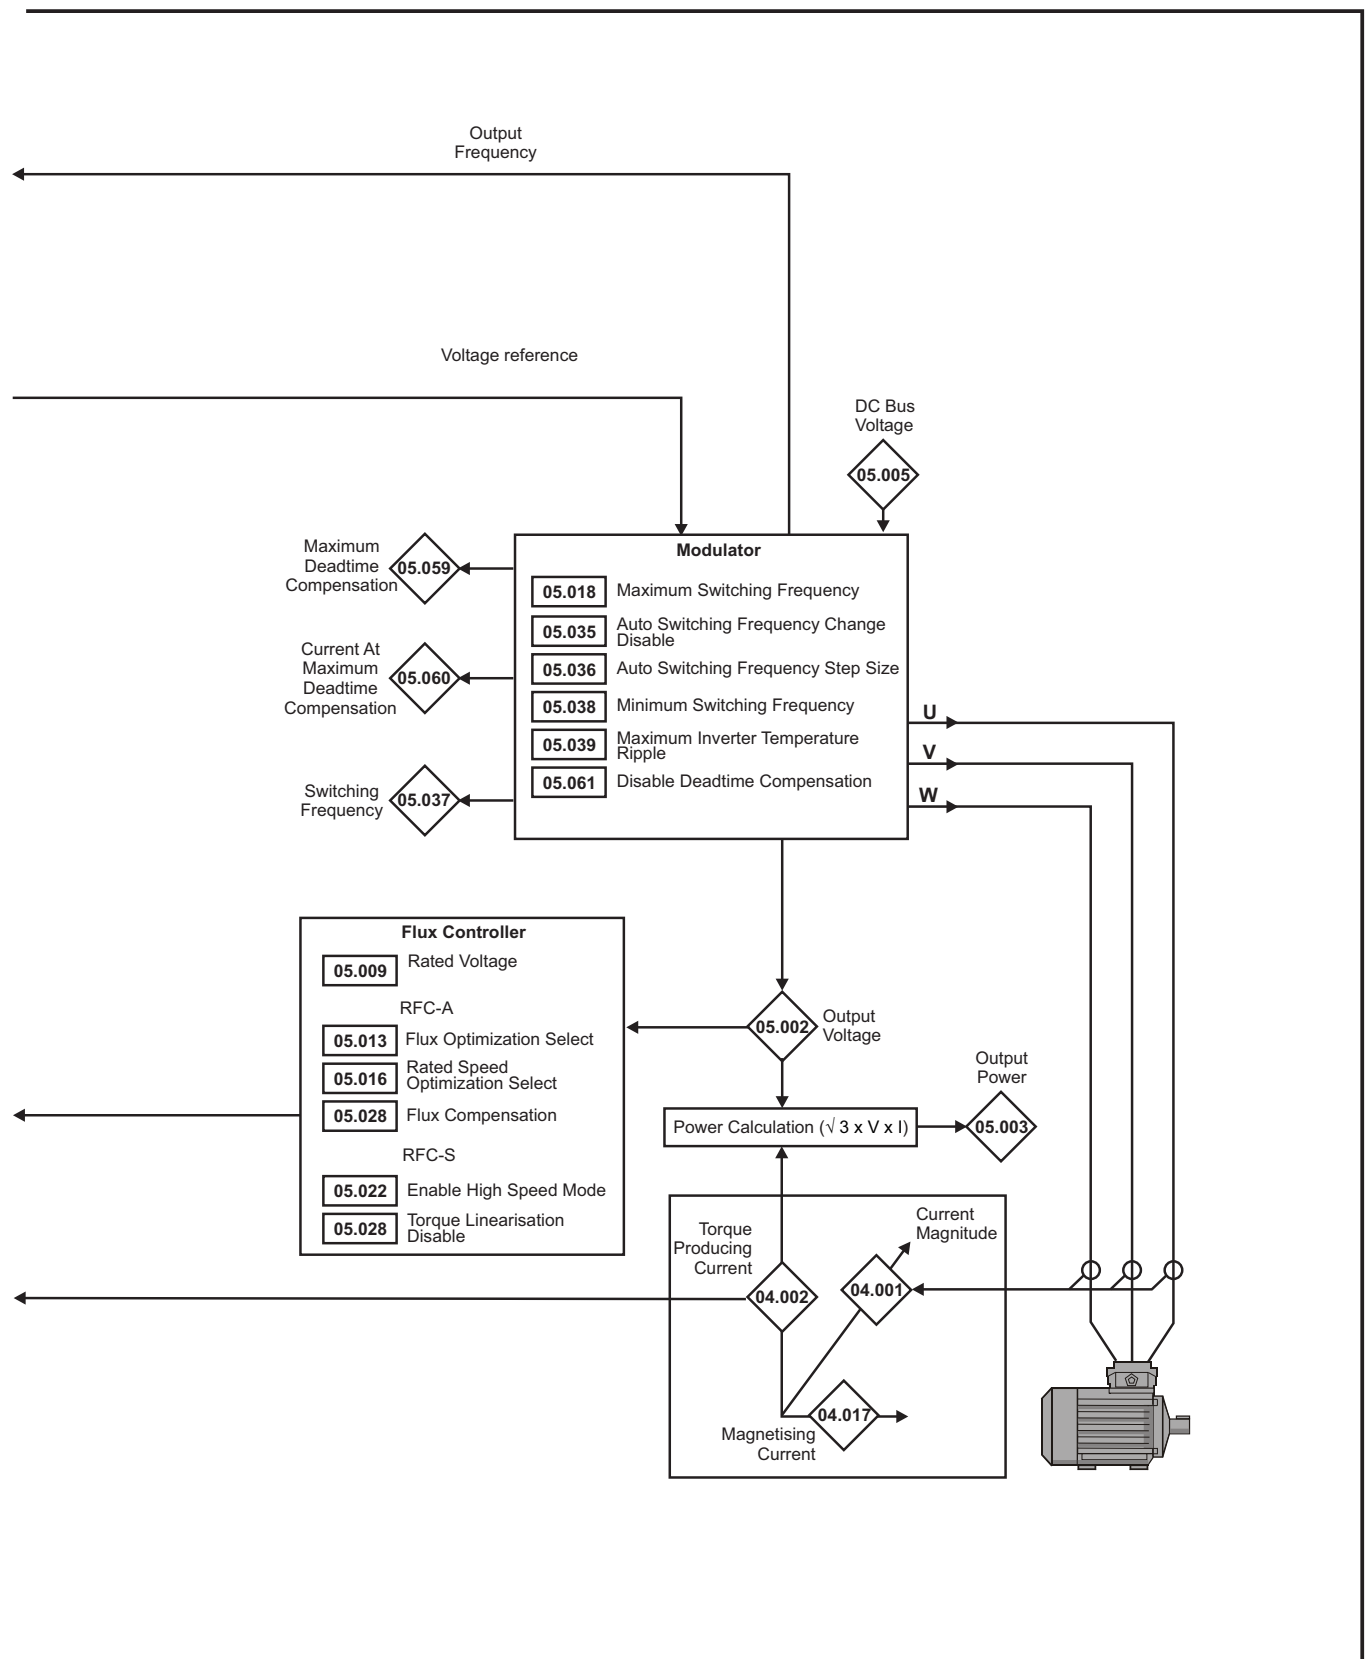 Output
Frequency
Voltage reference
DC Bus
Voltage
05.005
Maximum
Deadtime
Compensation
05.059
Current At
Maximum
Deadtime
Compensation
05.060
Switching
Frequency
05.037
Modulator
05.018 Maximum Switching Frequency
05.035 Auto Switching Frequency Change
Disable
05.036 Auto Switching Frequency Step Size
05.038 Minimum Switching Frequency
05.039 Maximum Inverter Temperature
Ripple
05.061 Disable Deadtime Compensation
U
V
W
Flux Controller
05.009 Rated Voltage
RFC-A
05.013 Flux Optimization Select
05.016 Rated Speed
Optimization Select
05.028 Flux Compensation
RFC-S
05.022 Enable High Speed Mode
05.028 Torque Linearisation
Disable
05.002
Output
Voltage
Output
Power
05.003
Power Calculation (√ 3 x V x I)
Torque
Producing
Current
04.002
Current
Magnitude
04.001
04.017
Magnetising
Current